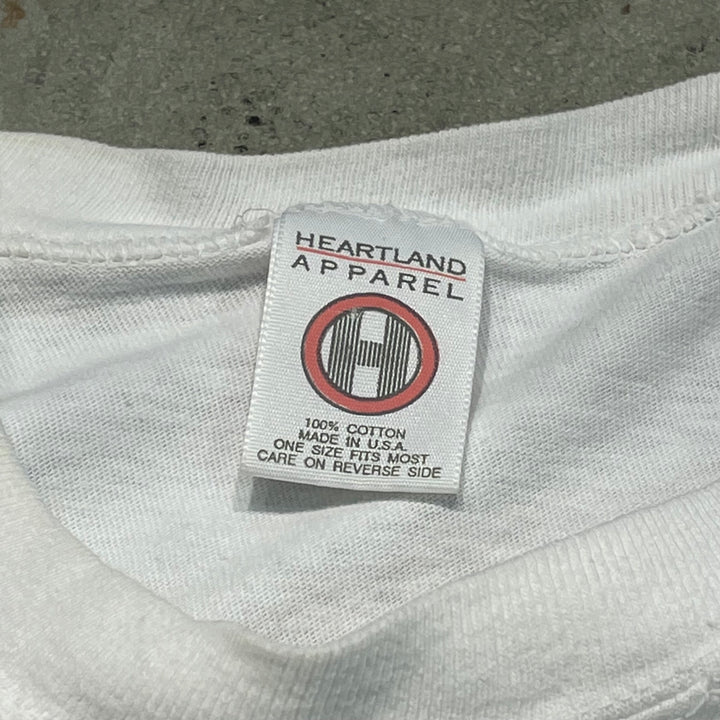 HEARTLAND
APPAREL
H
100% COTTON
MADE IN U.S.A.
ONE SIZE FITS MOST
CARE ON REVERSE SIDE